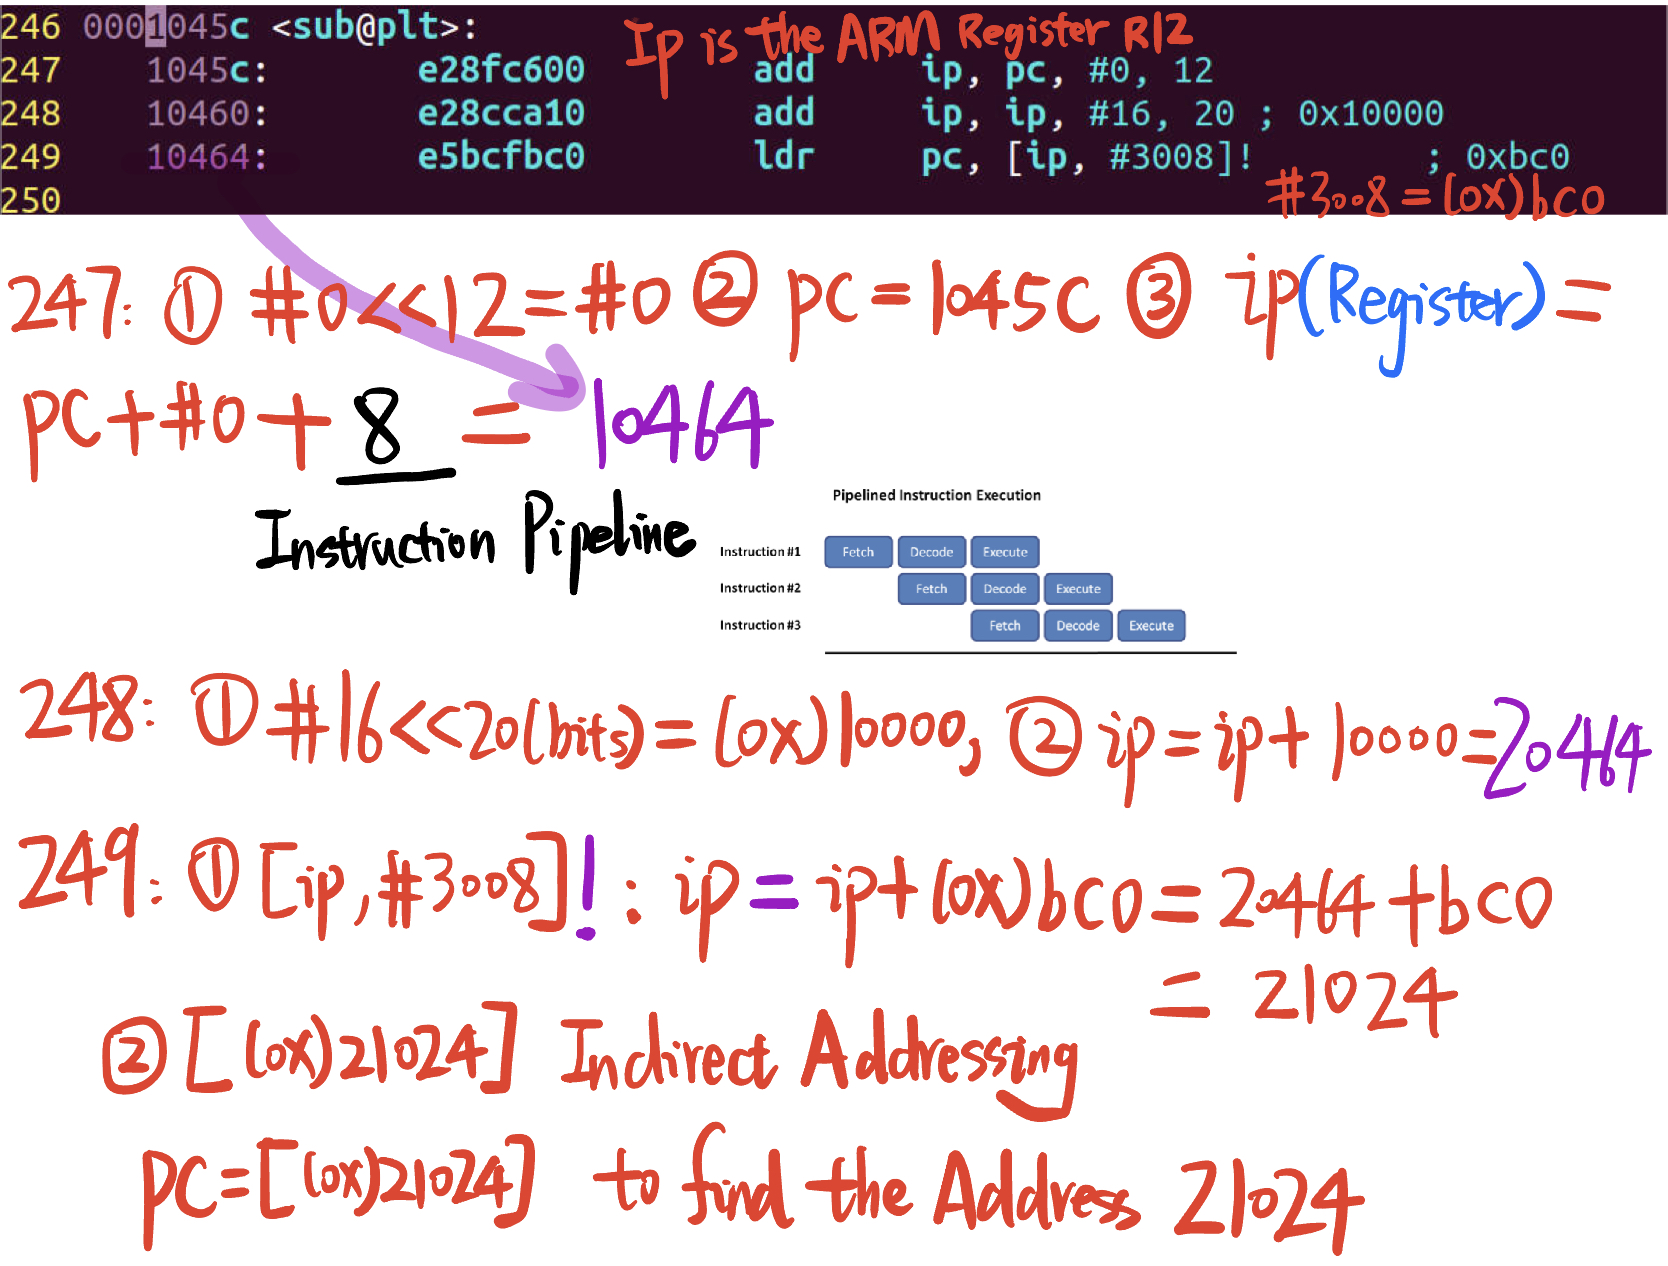 246 0001045c <sub@plt>:
Ip is the ARM Register R12
247 1045c: e28fc600 add ip, pc, #0, 12
248 10460: e28cca10 add ip, ip, #16, 20 ; 0x10000
249 10464: e5bcfbc0 ldr pc, [ip, #3008]! ; 0xbc0
250
#3008=(0x)bc0
247: ① #0<<12=#0 ② pc=1045C ③ ip(Register)=
PC+#0+8 = 10464
Instruction Pipeline
Pipelined Instruction Execution
Instruction #1 Fetch Decode Execute
Instruction #2 Fetch Decode Execute
Instruction #3 Fetch Decode Execute
248: ① #16<<20(bits)=(0x)10000, ② ip=ip+10000=20464
249: ① [ip,#3008]! : ip=ip+(0x)bc0=20464+bc0
= 21024
② [(0x)21024] Indirect Addressing
PC=[(0x)21024] to find the Address 21024